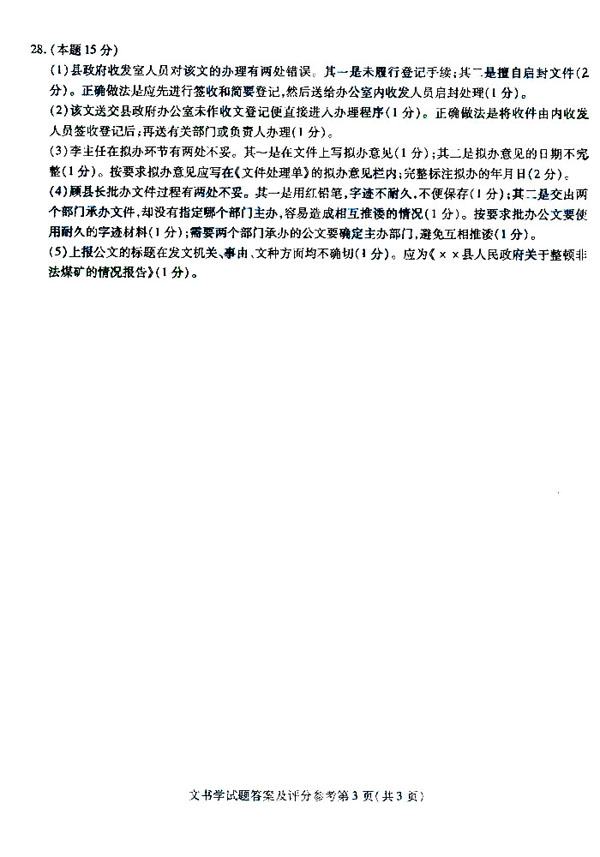 28.(本题15分)
(1)县政府收发室人员对该文的办理有两处错误。其一是未履行登记手续;其二是擅自启封文件(2
分)。正确做法是应先进行签收和简要登记,然后送给办公室内收发人员启封处理(1分)。
(2)该文送交县政府办公室未作收文登记便直接进入办理程序(1分)。正确做法是将收件由内收发
人员签收登记后;再送有关部门或负责人办理(1分)。
(3)李主任在拟办环节有两处不妥。其一是在文件上写拟办意见(1分);其二是拟办意见的日期不完
整(1分)。按要求拟办意见应写在《文件处理单》的拟办意见栏内;完整标注拟办的年月日(2分)。
(4)顾县长批办文件过程有两处不妥。其一是用红铅笔,字迹不耐久,不便保存(1分);其二是交出两
个部门承办文件,却没有指定哪个部门主办,容易造成相互推诿的情况(1分)。按要求批办公文要使
用耐久的字迹材料(1分);需要两个部门承办的公文要确定主办部门,避免互相推诿(1分)。
(5)上报公文的标题在发文机关、事由、文种方面均不确切(1分)。应为《××县人民政府关于整顿非
法煤矿的情况报告》(1分)。
文书学试题答案及评分参考第3页(共3页)